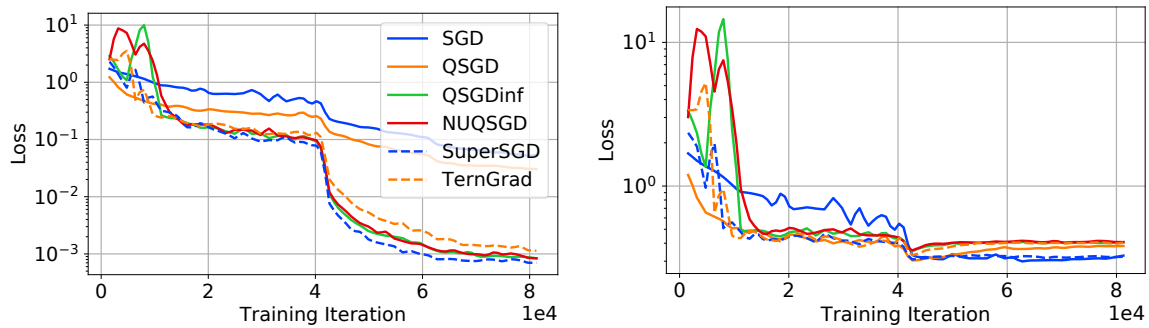 10^1
10^0
10^-1
10^-2
10^-3
Loss
0
2
4
6
8
1e4
Training Iteration
SGD
QSGD
QSGDinf
NUQSGD
SuperSGD
TernGrad
10^1
10^0
Loss
0
2
4
6
8
1e4
Training Iteration